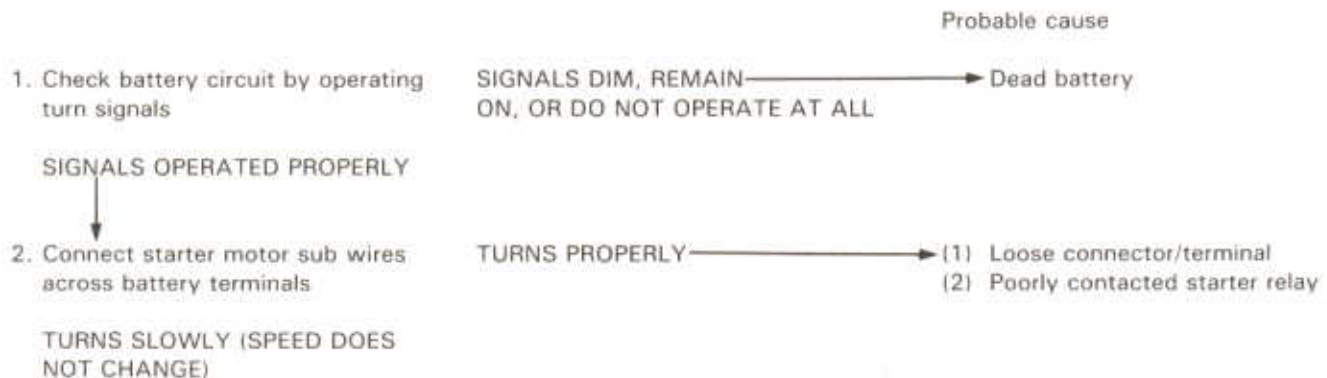 Probable cause
1. Check battery circuit by operating
turn signals
SIGNALS DIM, REMAIN
ON, OR DO NOT OPERATE AT ALL
Dead battery
SIGNALS OPERATED PROPERLY
2. Connect starter motor sub wires
across battery terminals
TURNS PROPERLY
(1) Loose connector/terminal
(2) Poorly contacted starter relay
TURNS SLOWLY (SPEED DOES
NOT CHANGE)